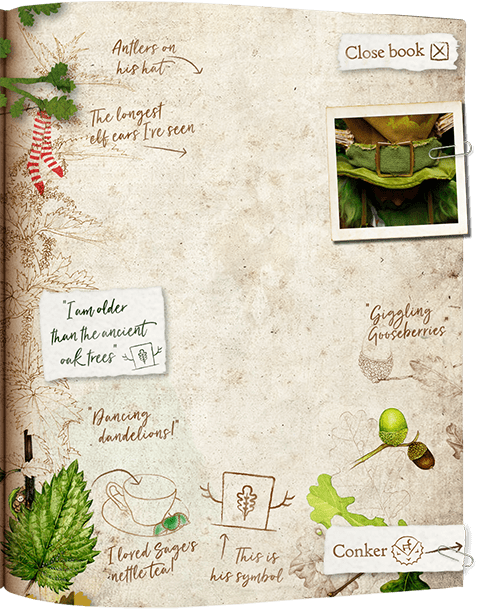 Antlers on
his hat
Close book
The longest
elf ears I've seen
"I am older
than the ancient
oak trees"
"Giggling
Gooseberries"
"Dancing
dandelions!"
I loved Sage's
nettle tea!
This is
his symbol
Conker